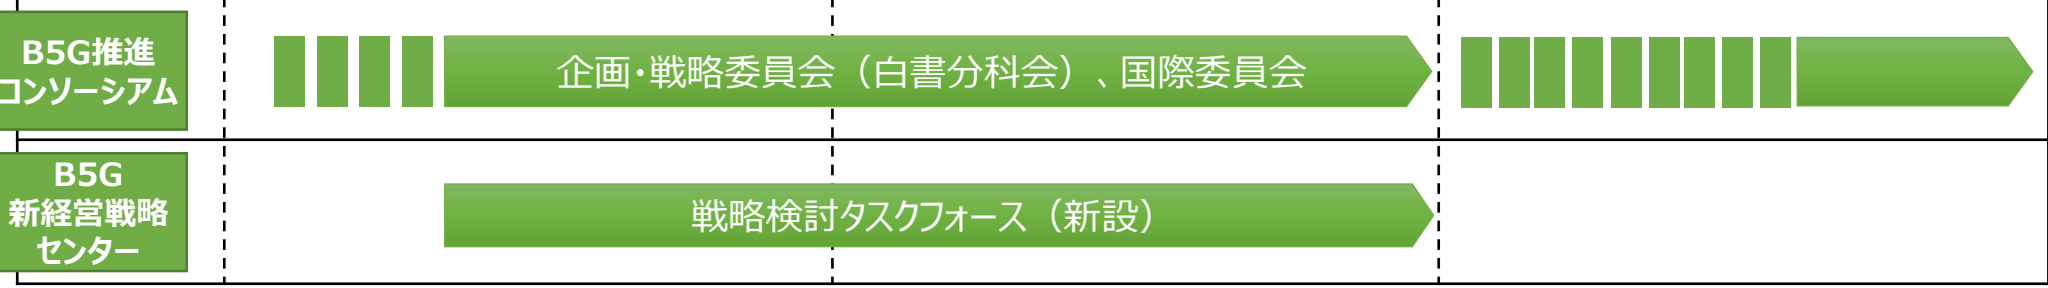 B5G推進
コンソーシアム
企画・戦略委員会（白書分科会）、国際委員会
B5G
新経営戦略
センター
戦略検討タスクフォース（新設）